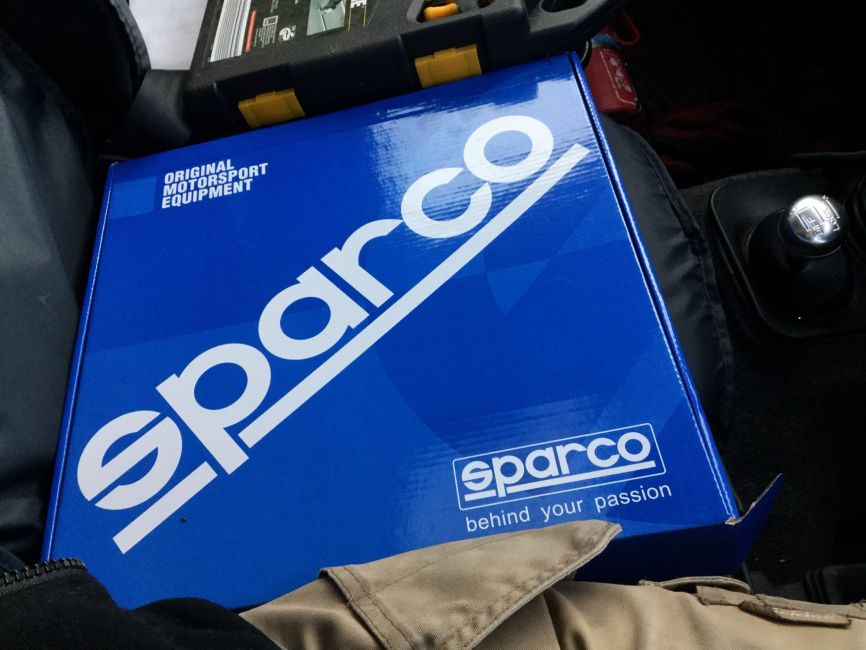 ORIGINAL
MOTORSPORT
EQUIPMENT
sparco
sparco
behind your passion